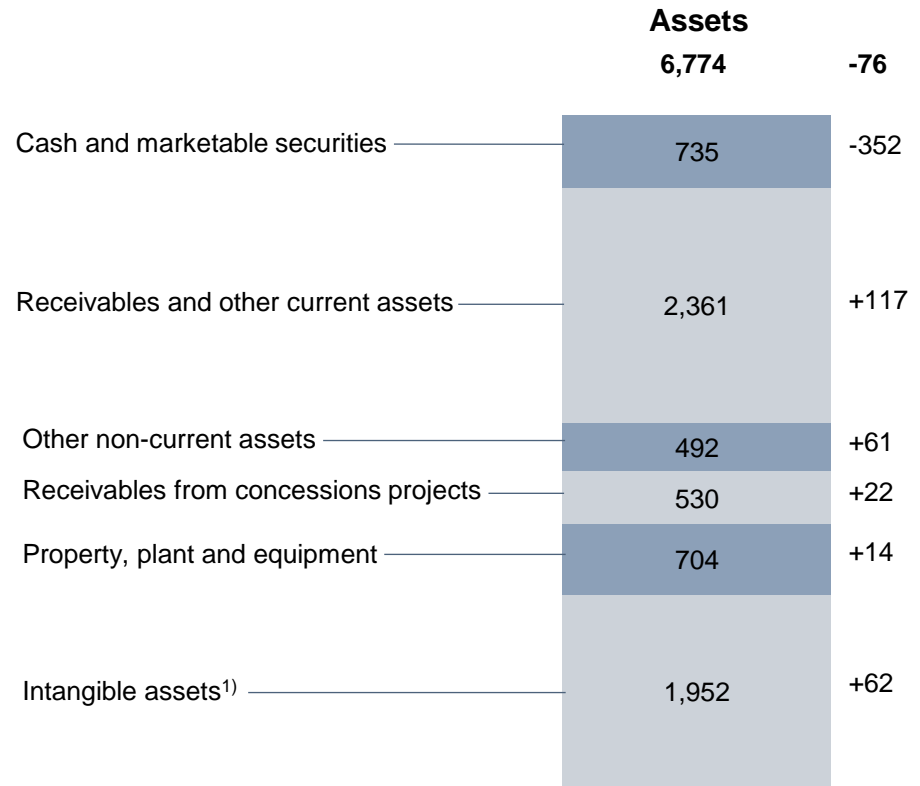 Assets
6,774 -76
Cash and marketable securities 735 -352
Receivables and other current assets 2,361 +117
Other non-current assets 492 +61
Receivables from concessions projects 530 +22
Property, plant and equipment 704 +14
Intangible assets1) 1,952 +62